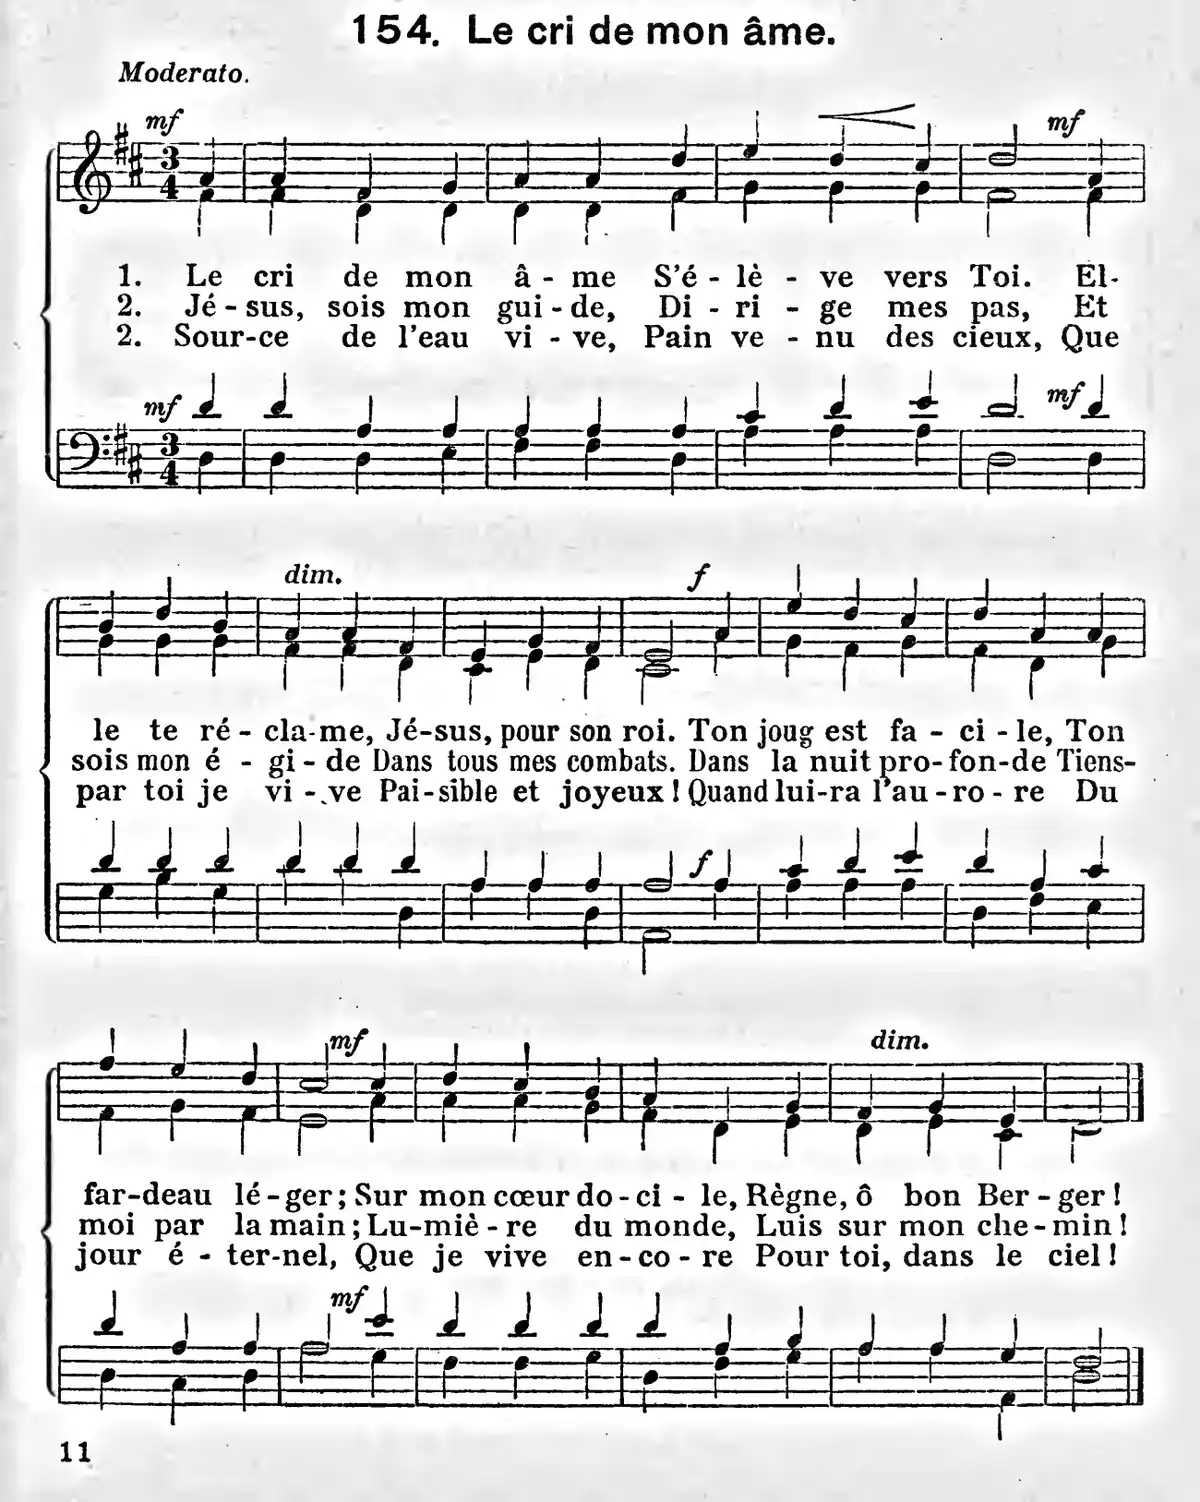 154. Le cri de mon âme.
Moderato.
mf mf
3
4
1. Le cri de mon â - me S'é - lè - ve vers Toi. El-
2. Jé - sus, sois mon gui - de, Di - ri - ge mes pas, Et
2. Sour-ce de l'eau vi - ve, Pain ve - nu des cieux, Que
mf mf
3
4
dim. f
le te ré - cla-me, Jé-sus, pour son roi. Ton joug est fa - ci - le, Ton
sois mon é - gi - de Dans tous mes combats. Dans la nuit pro-fon-de Tiens-
par toi je vi - ve Pai-sible et joyeux! Quand lui-ra l'au-ro - re Du
f
mf dim.
far-deau lé-ger; Sur mon cœur do-ci - le, Règne, ô bon Ber-ger!
moi par la main; Lu-miè-re du monde, Luis sur mon che-min!
jour é - ter-nel, Que je vive en-co-re Pour toi, dans le ciel!
mf
11